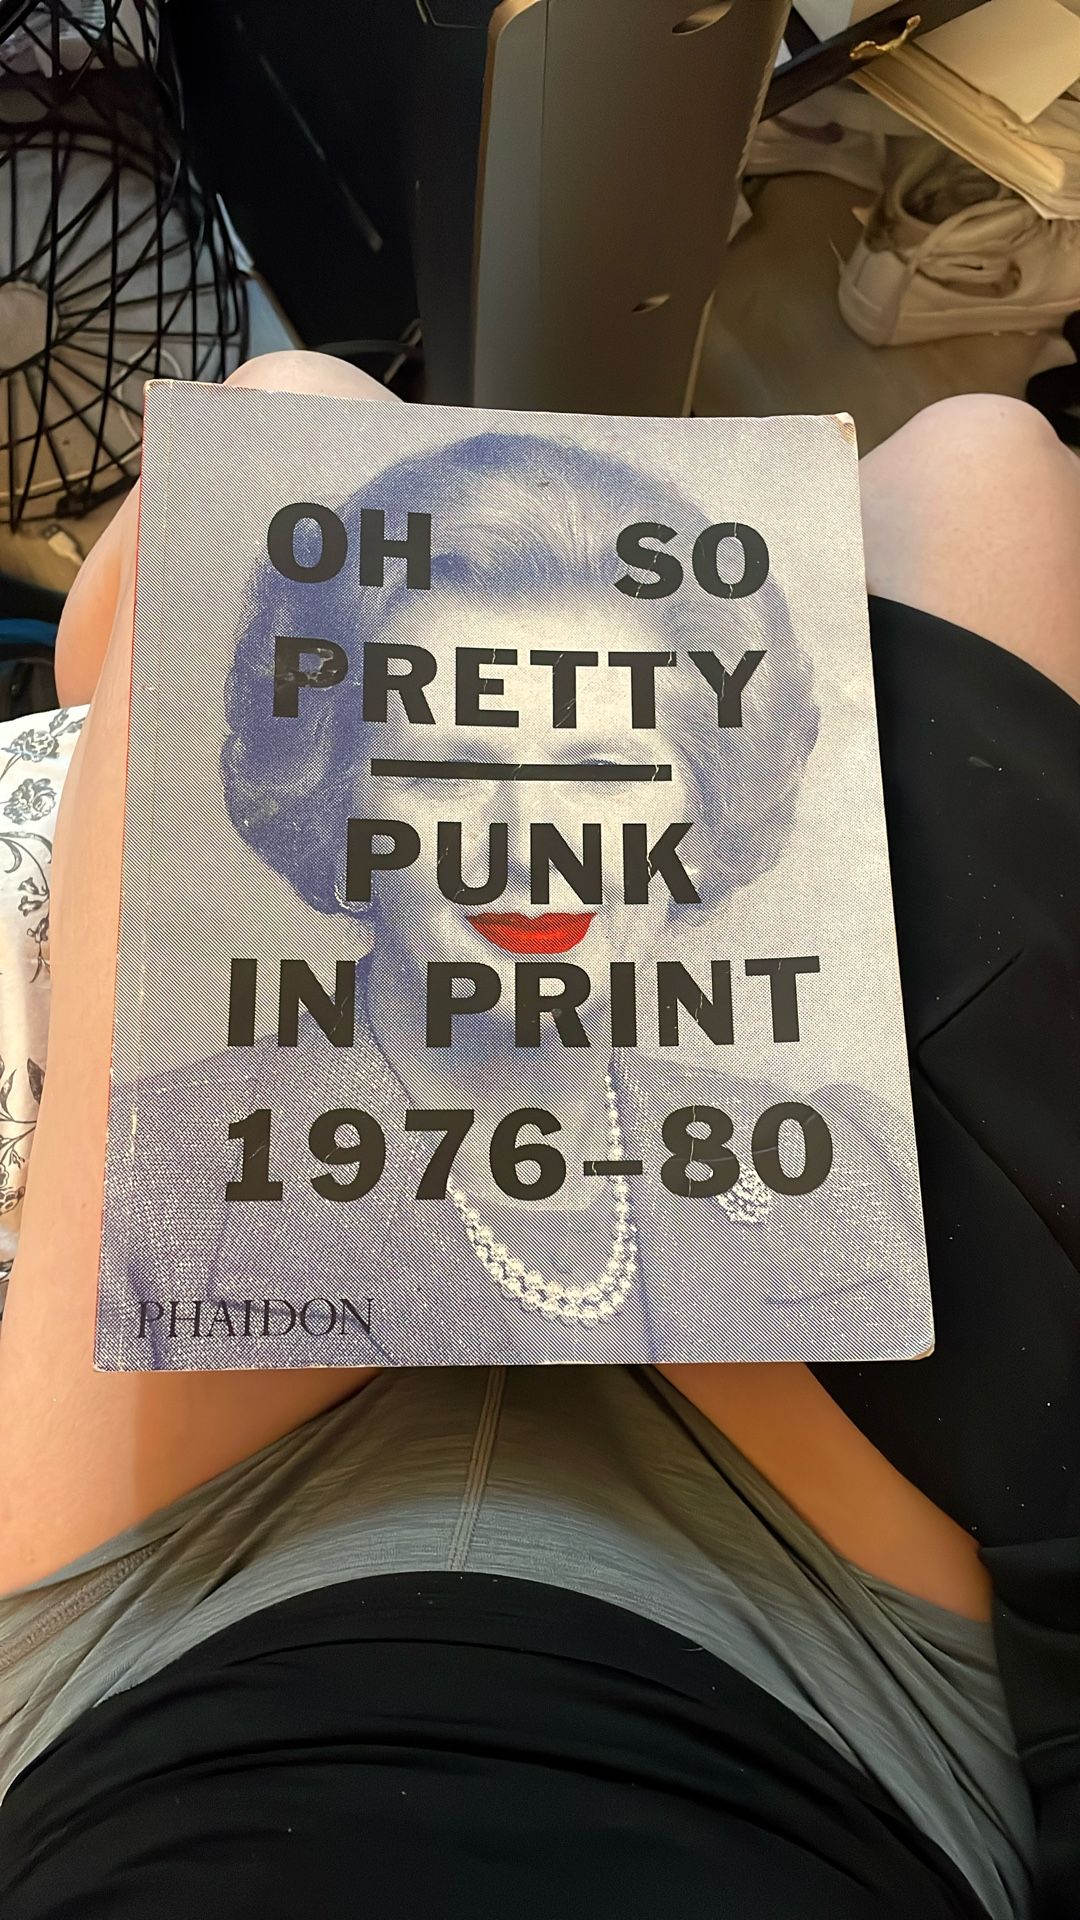 OH SO
PRETTY
PUNK
IN PRINT
1976–80
PHAIDON